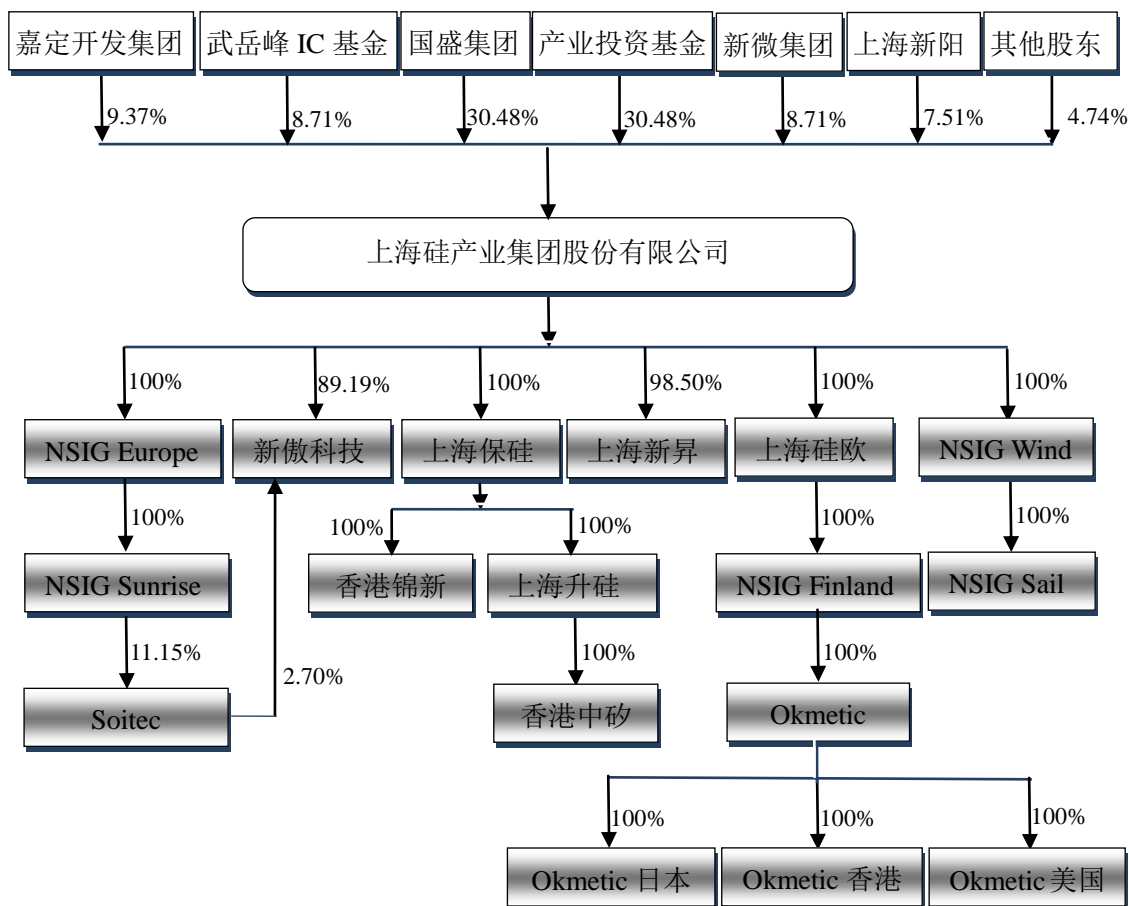 嘉定开发集团
武岳峰 IC 基金
国盛集团
产业投资基金
新微集团
上海新阳
其他股东
9.37%
8.71%
30.48%
30.48%
8.71%
7.51%
4.74%
上海硅产业集团股份有限公司
100%
89.19%
100%
98.50%
100%
100%
NSIG Europe
新傲科技
上海保硅
上海新昇
上海硅欧
NSIG Wind
100%
100%
100%
100%
100%
NSIG Sunrise
香港锦新
上海升硅
NSIG Finland
NSIG Sail
11.15%
2.70%
100%
100%
Soitec
香港中矽
Okmetic
100%
100%
100%
Okmetic 日本
Okmetic 香港
Okmetic 美国